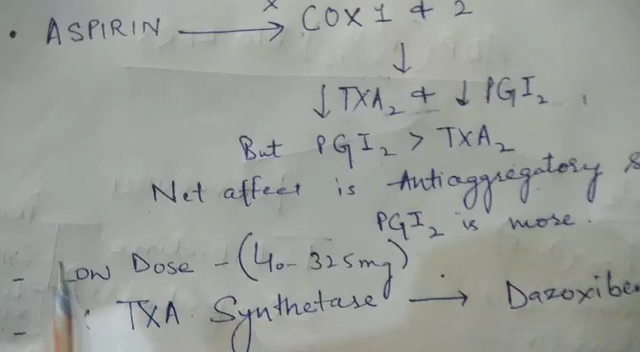 • ASPIRIN ⟶ x COX 1 & 2
↓
↓ TXA₂ & ↓ PGI₂
But PGI₂ > TXA₂
Net affect is Antiaggregatory &
PGI₂ is more.
- Low Dose - (40-325mg)
- TXA Synthetase ⟶ Dazoxiben